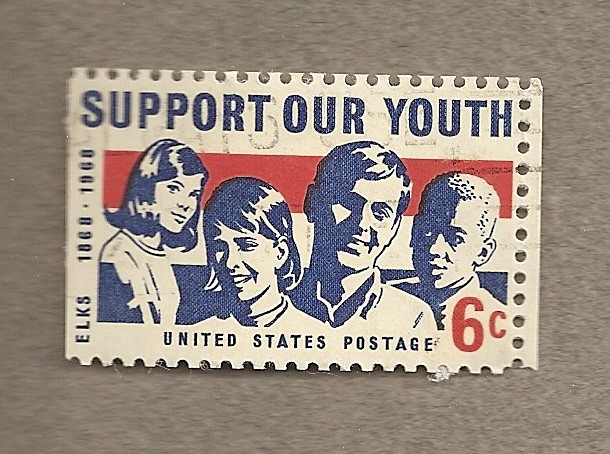 SUPPORT OUR YOUTH
ELKS 1868 · 1968
UNITED STATES POSTAGE
6c